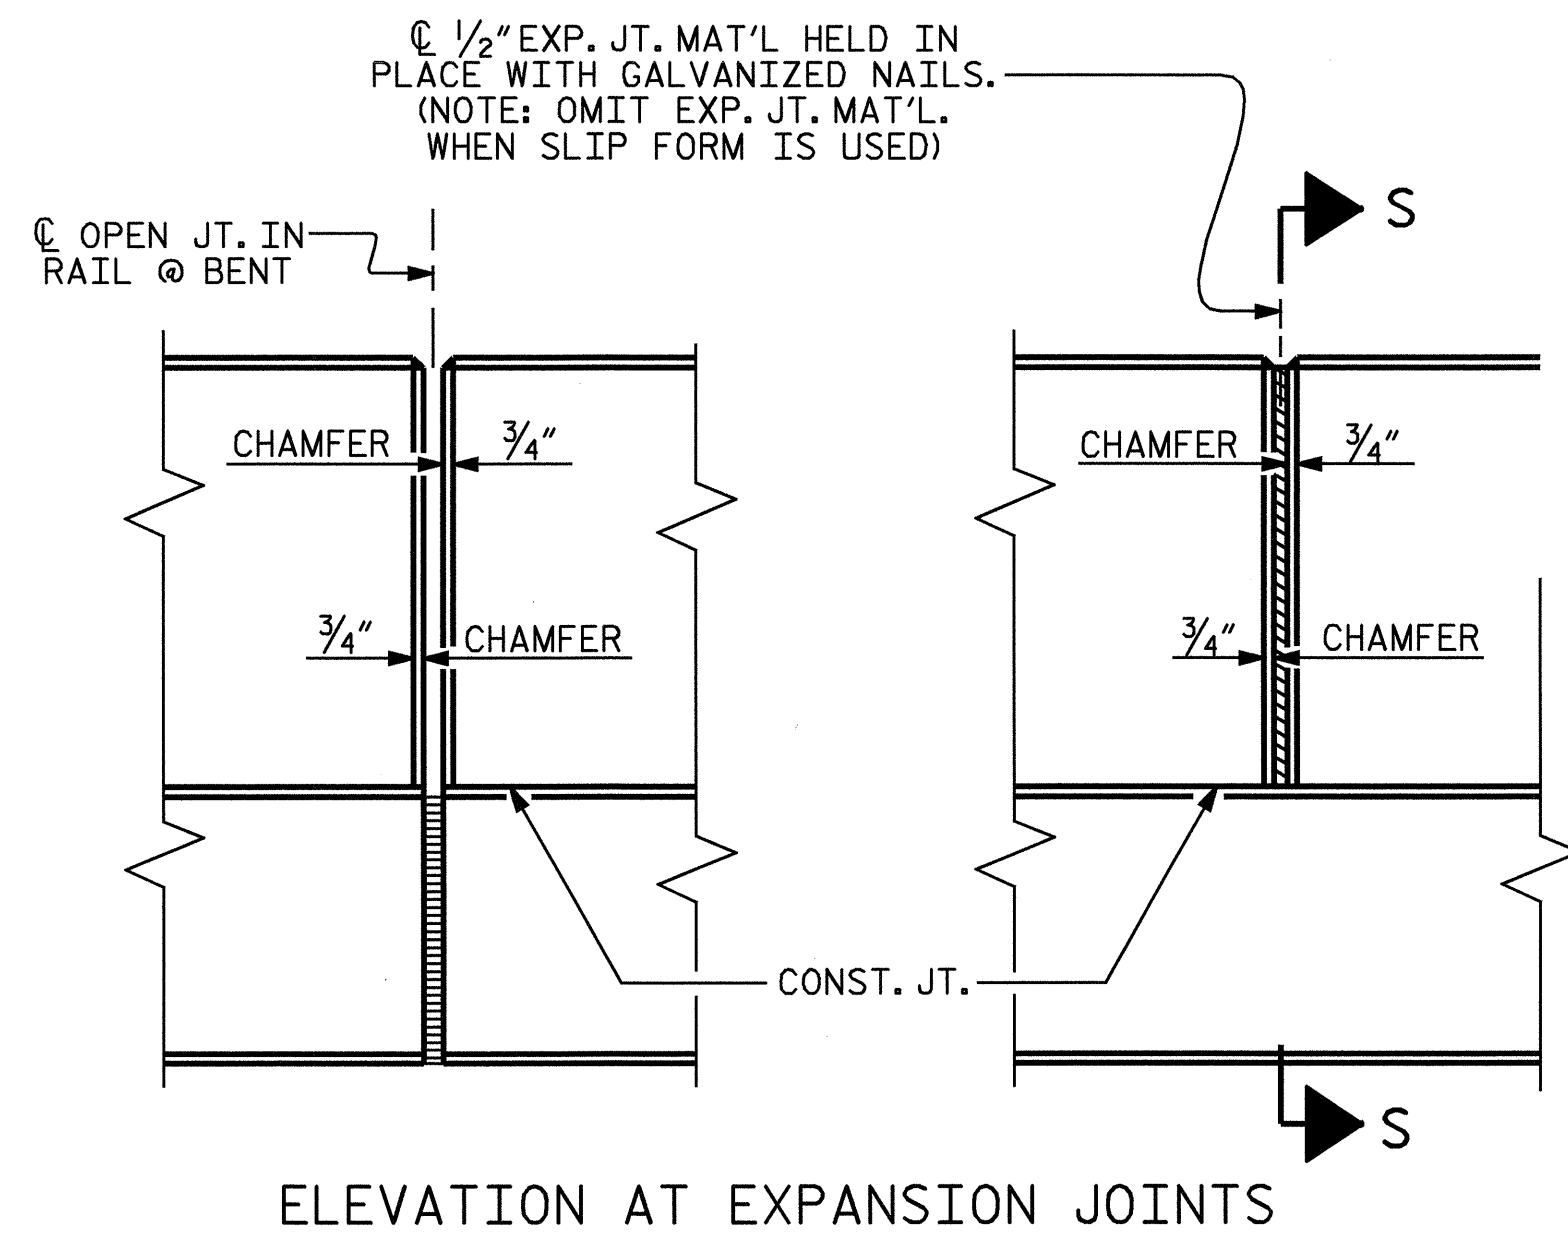 ℄ 1/2" EXP. JT. MAT'L HELD IN
PLACE WITH GALVANIZED NAILS.
(NOTE: OMIT EXP. JT. MAT'L.
WHEN SLIP FORM IS USED)
℄ OPEN JT. IN
RAIL @ BENT
S
CHAMFER
3/4"
CHAMFER
3/4"
3/4"
CHAMFER
3/4"
CHAMFER
CONST. JT.
S
ELEVATION AT EXPANSION JOINTS